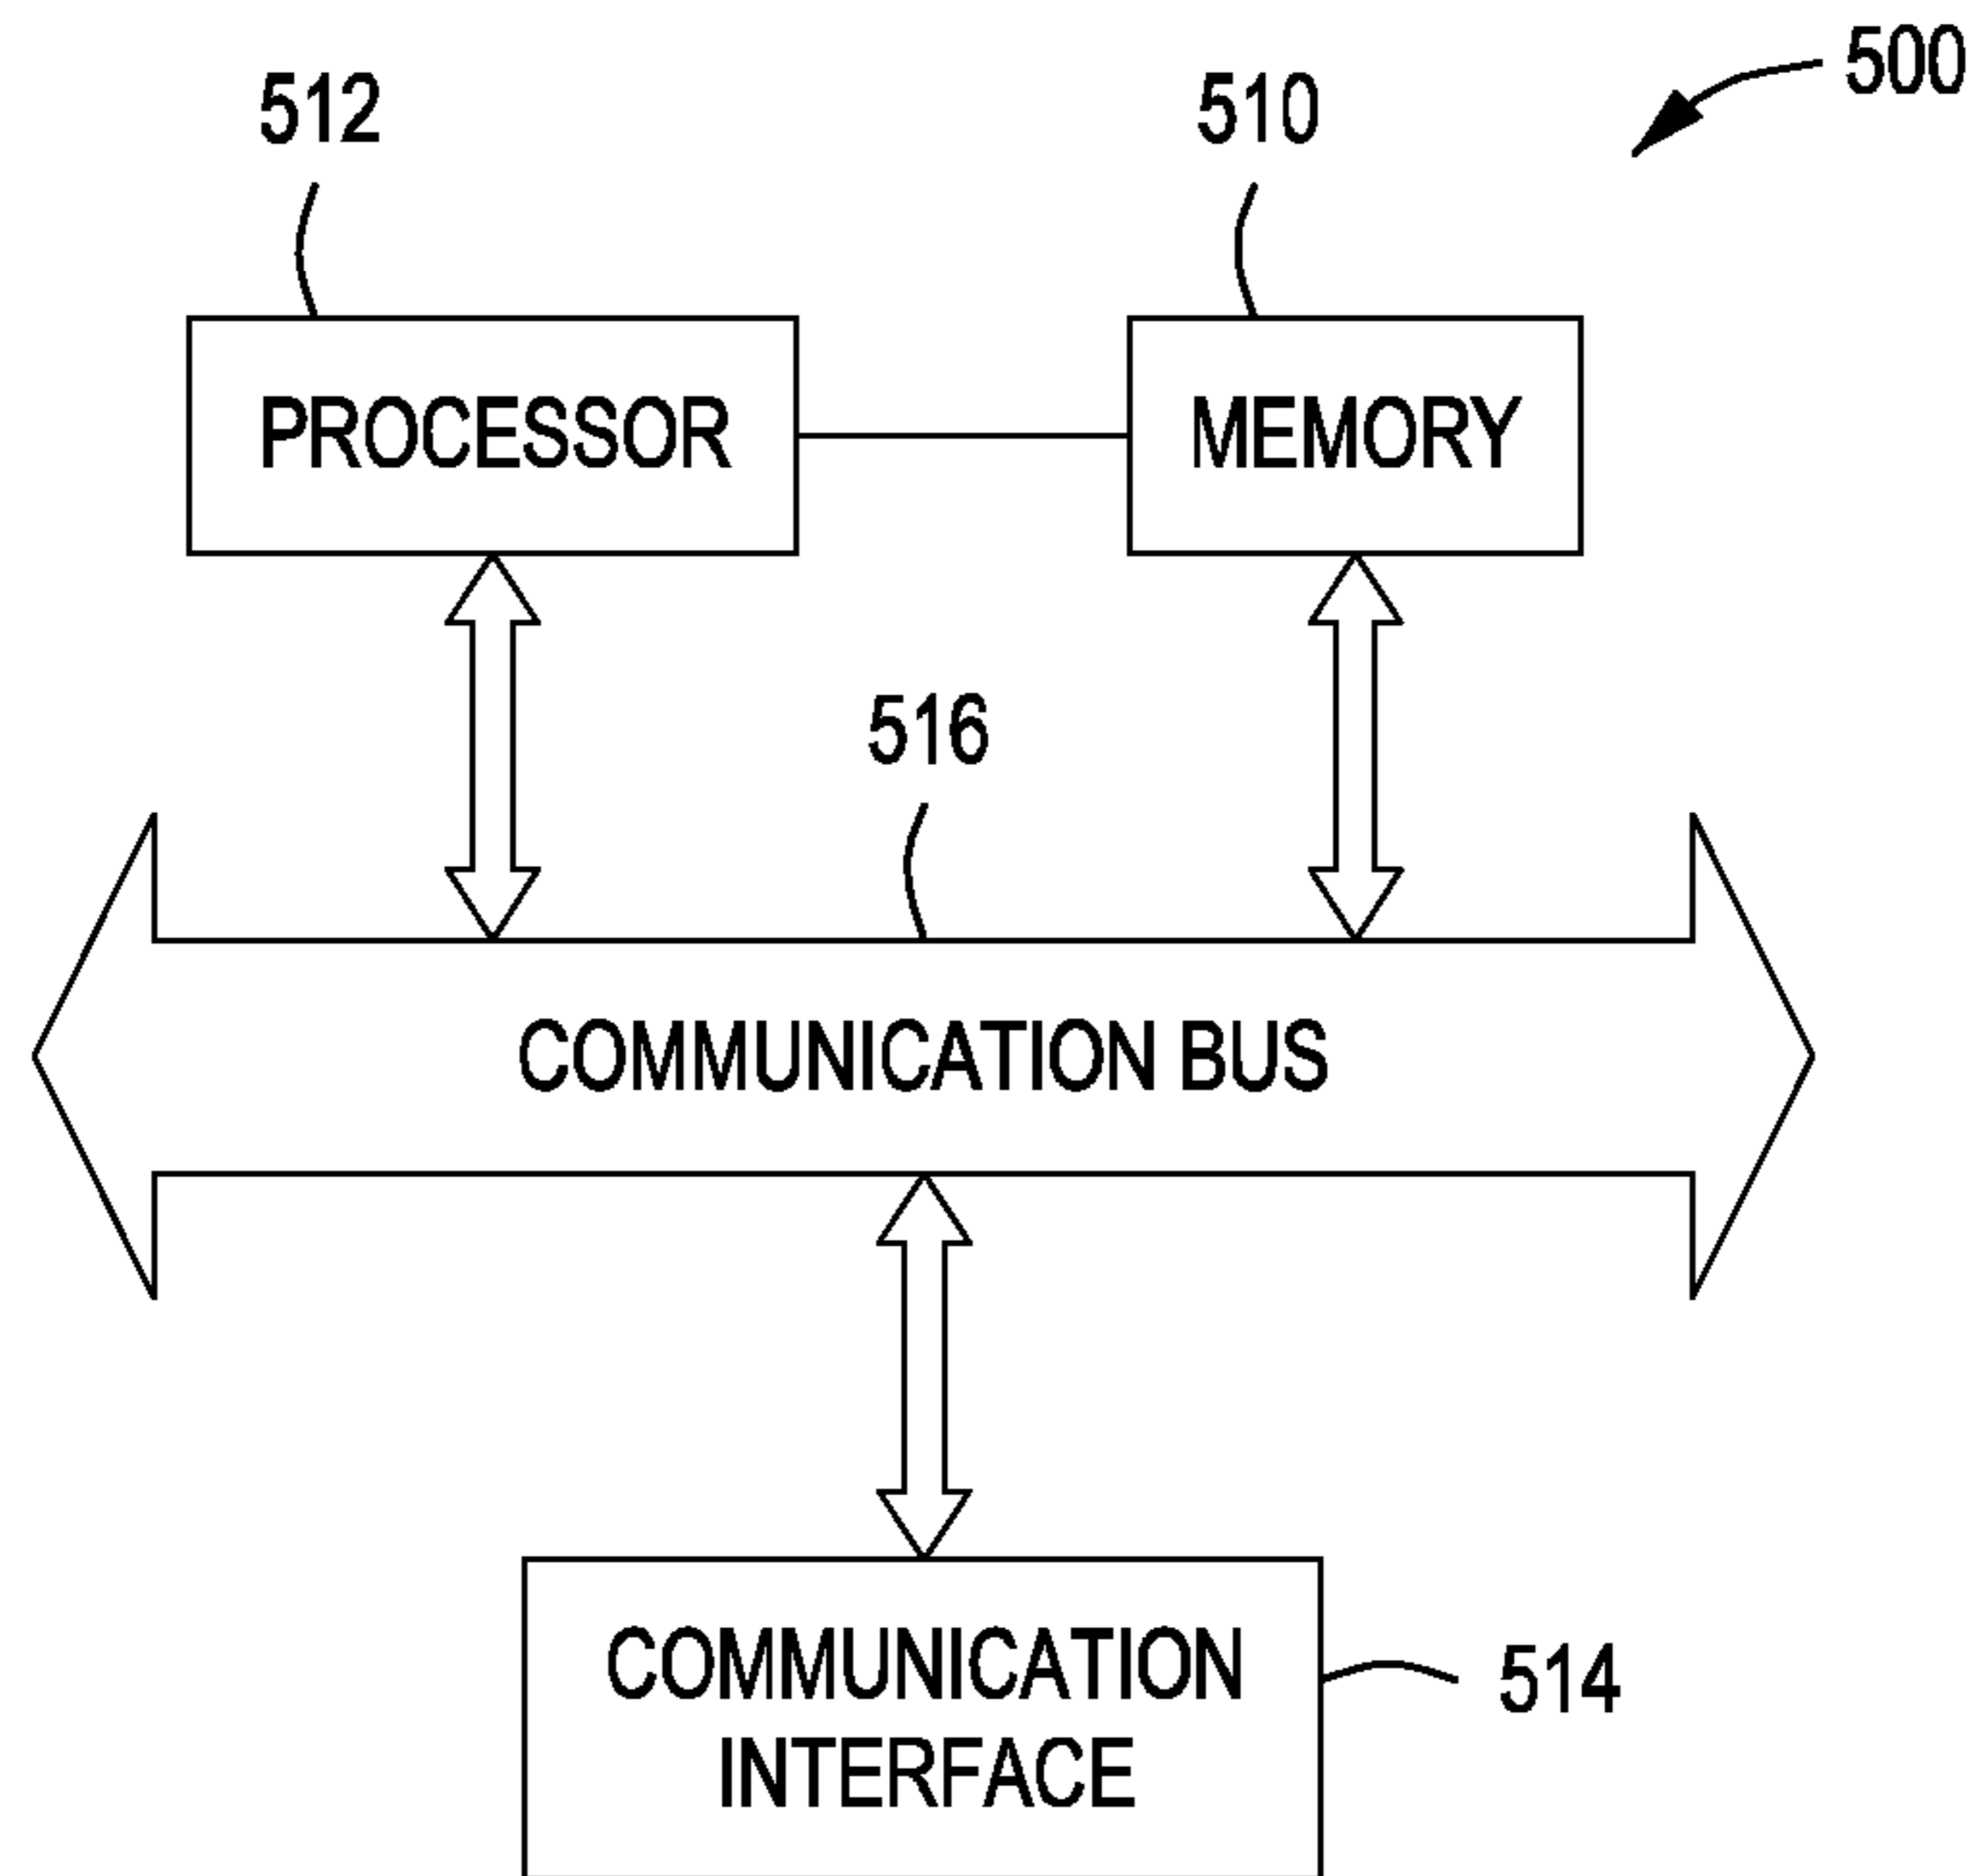 500
512
510
PROCESSOR
MEMORY
516
COMMUNICATION BUS
COMMUNICATION
INTERFACE
514